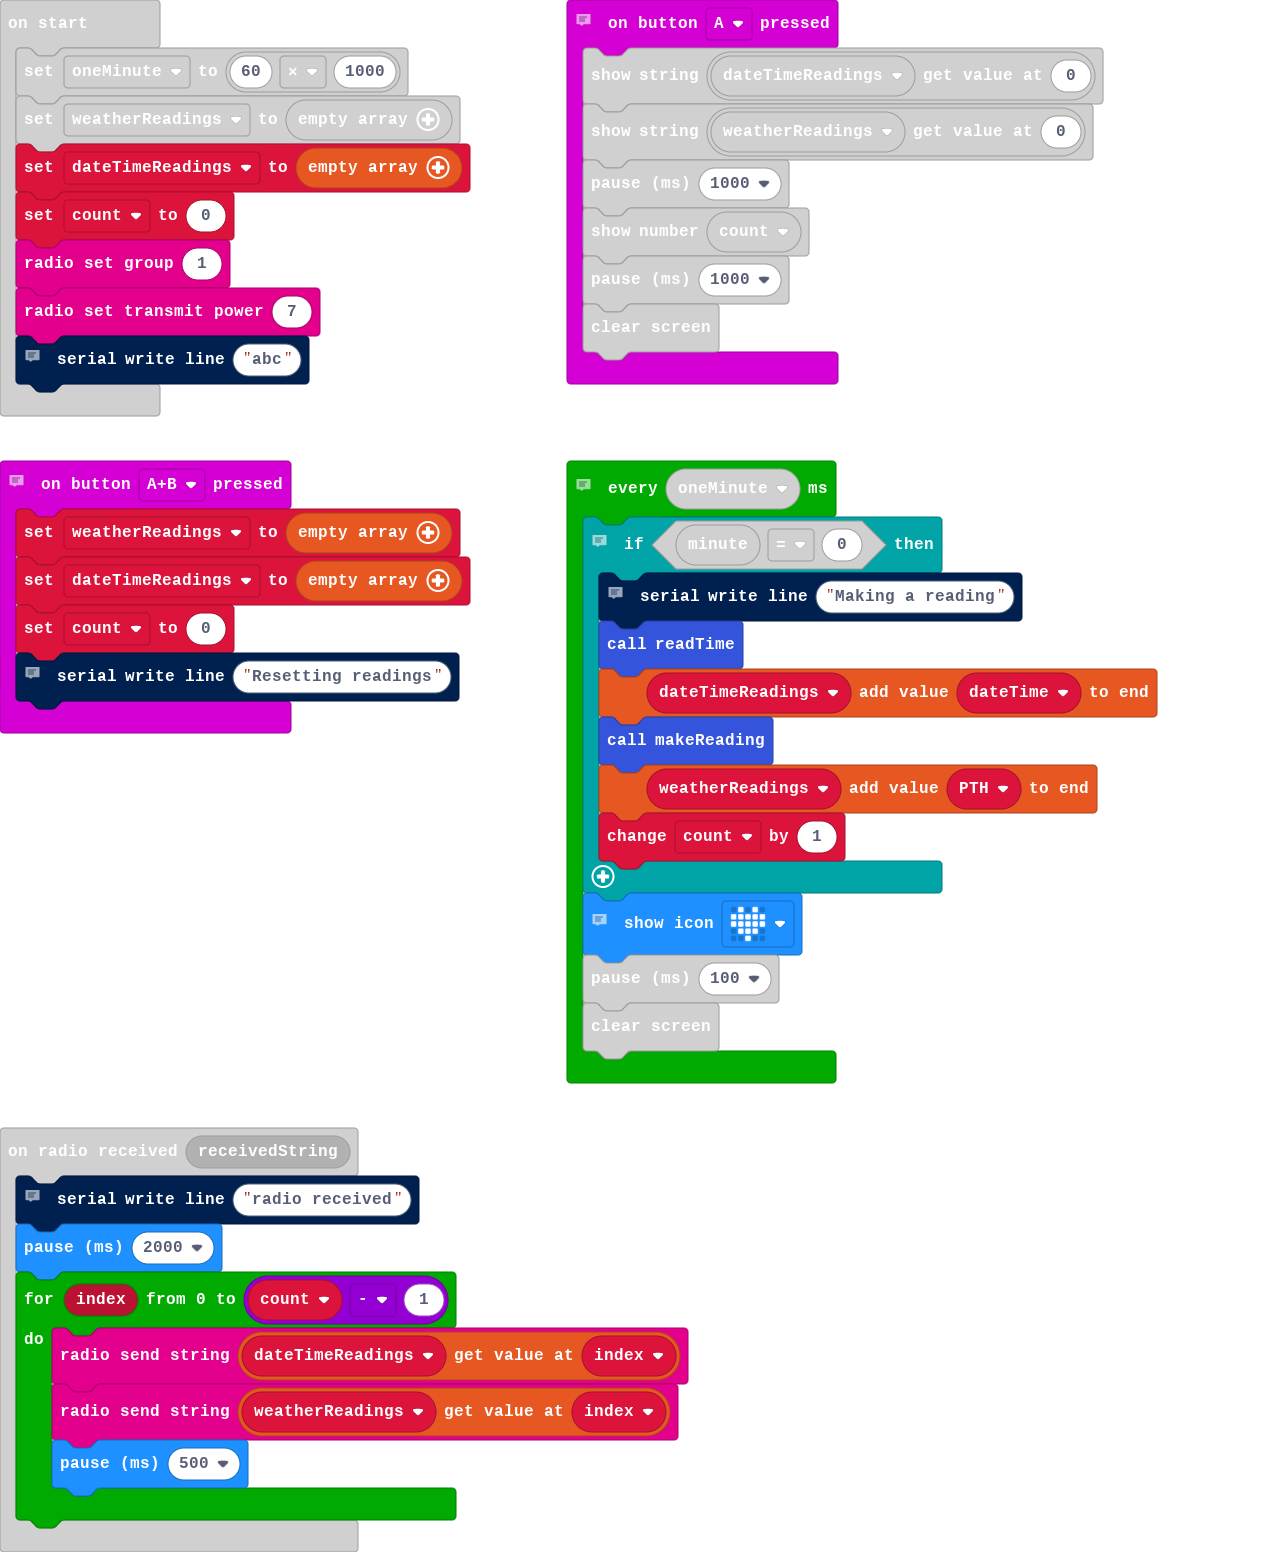 on start
set oneMinute to 60 × 1000
set weatherReadings to empty array
set dateTimeReadings to empty array
set count to 0
radio set group 1
radio set transmit power 7
serial write line "abc"
on button A pressed
show string dateTimeReadings get value at 0
show string weatherReadings get value at 0
pause (ms) 1000
show number count
pause (ms) 1000
clear screen
on button A+B pressed
set weatherReadings to empty array
set dateTimeReadings to empty array
set count to 0
serial write line "Resetting readings"
every oneMinute ms
if minute = 0 then
serial write line "Making a reading"
call readTime
dateTimeReadings add value dateTime to end
call makeReading
weatherReadings add value PTH to end
change count by 1
show icon
pause (ms) 100
clear screen
on radio received receivedString
serial write line "radio received"
pause (ms) 2000
for index from 0 to count - 1
do
radio send string dateTimeReadings get value at index
radio send string weatherReadings get value at index
pause (ms) 500